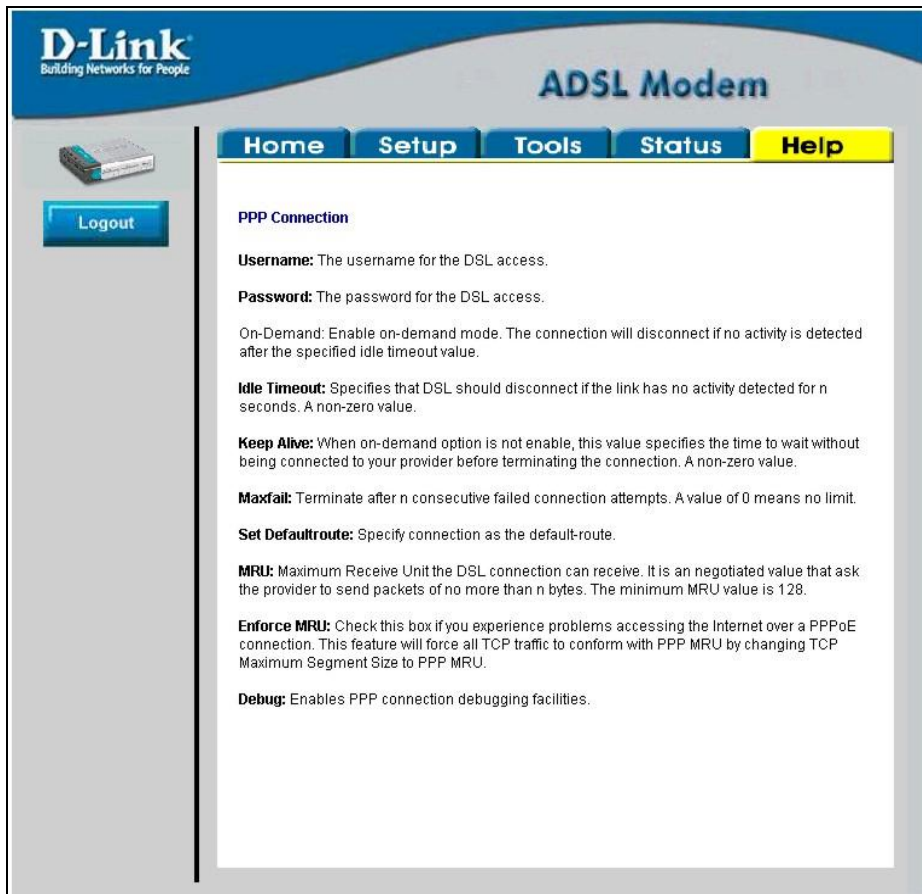 D-Link
Building Networks for People
ADSL Modem
Home
Setup
Tools
Status
Help
Logout
PPP Connection
Username: The username for the DSL access.
Password: The password for the DSL access.
On-Demand: Enable on-demand mode. The connection will disconnect if no activity is detected
after the specified idle timeout value.
Idle Timeout: Specifies that DSL should disconnect if the link has no activity detected for n
seconds. A non-zero value.
Keep Alive: When on-demand option is not enable, this value specifies the time to wait without
being connected to your provider before terminating the connection. A non-zero value.
Maxfail: Terminate after n consecutive failed connection attempts. A value of 0 means no limit.
Set Defaultroute: Specify connection as the default-route.
MRU: Maximum Receive Unit the DSL connection can receive. It is an negotiated value that ask
the provider to send packets of no more than n bytes. The minimum MRU value is 128.
Enforce MRU: Check this box if you experience problems accessing the Internet over a PPPoE
connection. This feature will force all TCP traffic to conform with PPP MRU by changing TCP
Maximum Segment Size to PPP MRU.
Debug: Enables PPP connection debugging facilities.